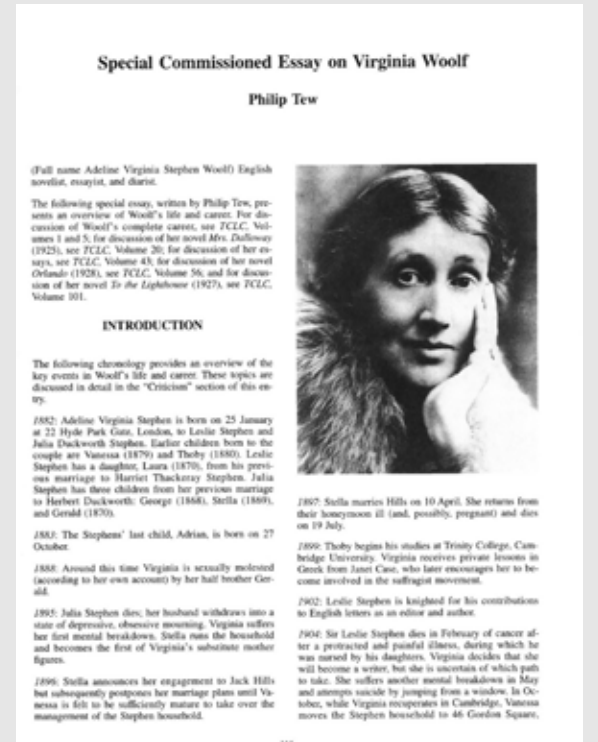 Special Commissioned Essay on Virginia Woolf
Philip Tew
(Full name Adeline Virginia Stephen Woolf) English
novelist, essayist, and diarist.
The following special essay, written by Philip Tew, pre-
sents an overview of Woolf's life and career. For dis-
cussion of Woolf's complete career, see TCLC, Vol-
umes 1 and 5; for discussion of her novel Mrs. Dalloway
(1925), see TCLC, Volume 20; for discussion of her es-
says, see TCLC, Volume 43; for discussion of her novel
Orlando (1928), see TCLC, Volume 56; and for discus-
sion of her novel To the Lighthouse (1927), see TCLC,
Volume 101.
INTRODUCTION
The following chronology provides an overview of the
key events in Woolf's life and career. These topics are
discussed in detail in the "Criticism" section of this en-
try.
1882: Adeline Virginia Stephen is born on 25 January
at 22 Hyde Park Gate, London, to Leslie Stephen and
Julia Duckworth Stephen. Earlier children born to the
couple are Vanessa (1879) and Thoby (1880). Leslie
Stephen has a daughter, Laura (1870), from his previ-
ous marriage to Harriet Thackeray Stephen. Julia
Stephen has three children from her previous marriage
to Herbert Duckworth: George (1868), Stella (1869),
and Gerald (1870).
1883: The Stephens' last child, Adrian, is born on 27
October.
1888: Around this time Virginia is sexually molested
(according to her own account) by her half brother Ger-
ald.
1895: Julia Stephen dies; her husband withdraws into a
state of depressive, obsessive mourning. Virginia suffers
her first mental breakdown. Stella runs the household
and becomes the first of Virginia's substitute mother
figures.
1896: Stella announces her engagement to Jack Hills
but subsequently postpones her marriage plans until Va-
nessa is felt to be sufficiently mature to take over the
management of the Stephen household.
1897: Stella marries Hills on 10 April. She returns from
their honeymoon ill (and, possibly, pregnant) and dies
on 19 July.
1899: Thoby begins his studies at Trinity College, Cam-
bridge University. Virginia receives private lessons in
Greek from Janet Case, who later encourages her to be-
come involved in the suffragist movement.
1902: Leslie Stephen is knighted for his contributions
to English letters as an editor and author.
1904: Sir Leslie Stephen dies in February of cancer af-
ter a protracted and painful illness, during which he
was nursed by his daughters. Virginia decides that she
will become a writer, but she is uncertain of which path
to take. She suffers another mental breakdown in May
and attempts suicide by jumping from a window. In Oc-
tober, while Virginia recuperates in Cambridge, Vanessa
moves the Stephen household to 46 Gordon Square,